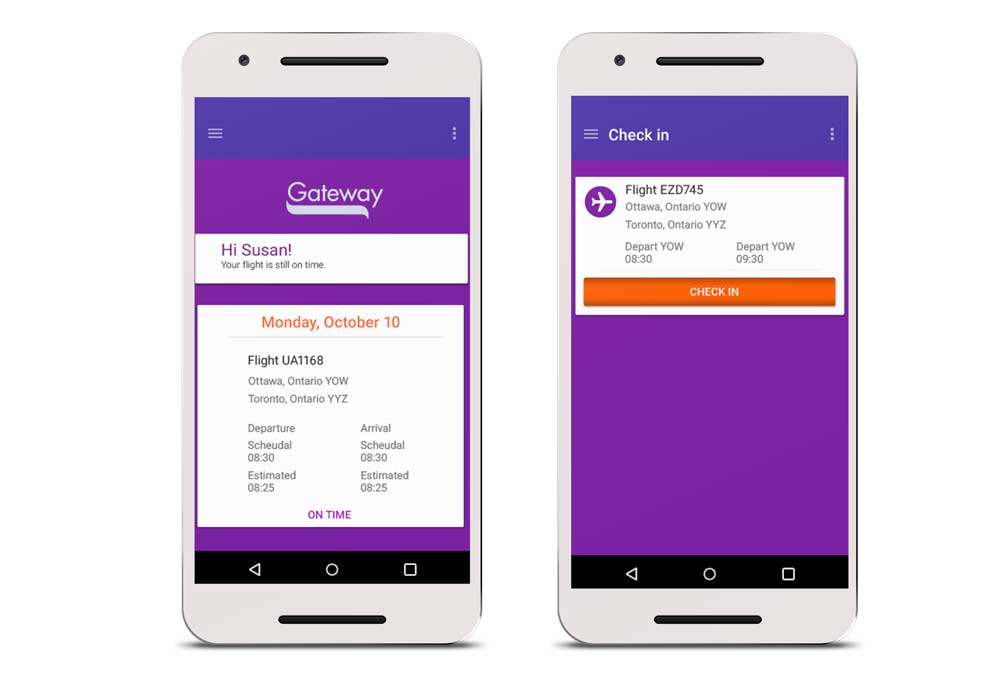 Gateway
Hi Susan!
Your flight is still on time.
Monday, October 10
Flight UA1168
Ottawa, Ontario YOW
Toronto, Ontario YYZ
Departure Arrival
Scheudal Scheudal
08:30 08:30
Estimated Estimated
08:25 08:25
ON TIME
Check in
Flight EZD745
Ottawa, Ontario YOW
Toronto, Ontario YYZ
Depart YOW Depart YOW
08:30 09:30
CHECK IN